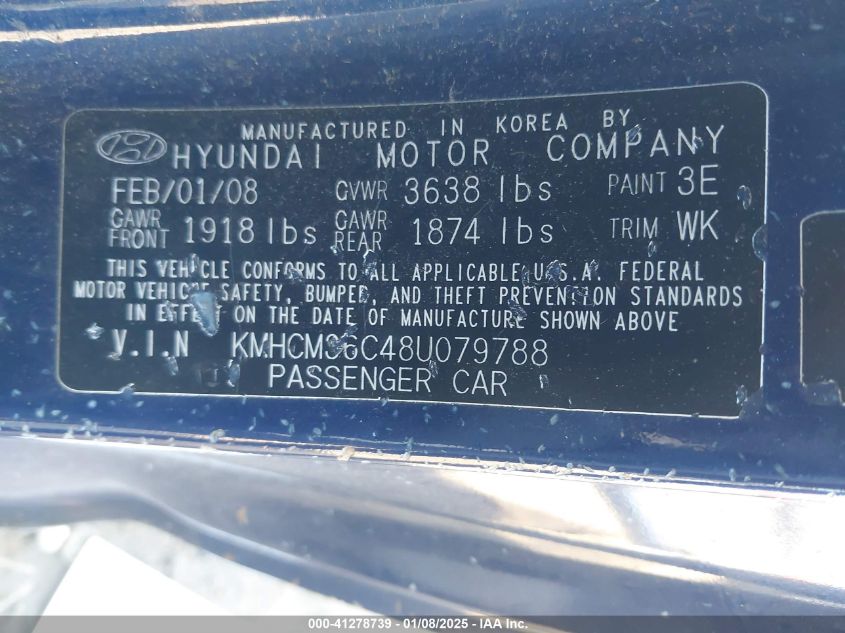 MANUFACTURED IN KOREA BY
HYUNDAI MOTOR COMPANY
FEB/01/08 GVWR 3638 lbs PAINT 3E
GAWR FRONT 1918 lbs GAWR REAR 1874 lbs TRIM WK
THIS VEHICLE CONFORMS TO ALL APPLICABLE U.S.A. FEDERAL
MOTOR VEHICLE SAFETY, BUMPER, AND THEFT PREVENTION STANDARDS
IN EFFECT ON THE DATE OF MANUFACTURE SHOWN ABOVE
V.I.N KMHCM36C48U079788
PASSENGER CAR
000-41278739 - 01/08/2025 - IAA Inc.